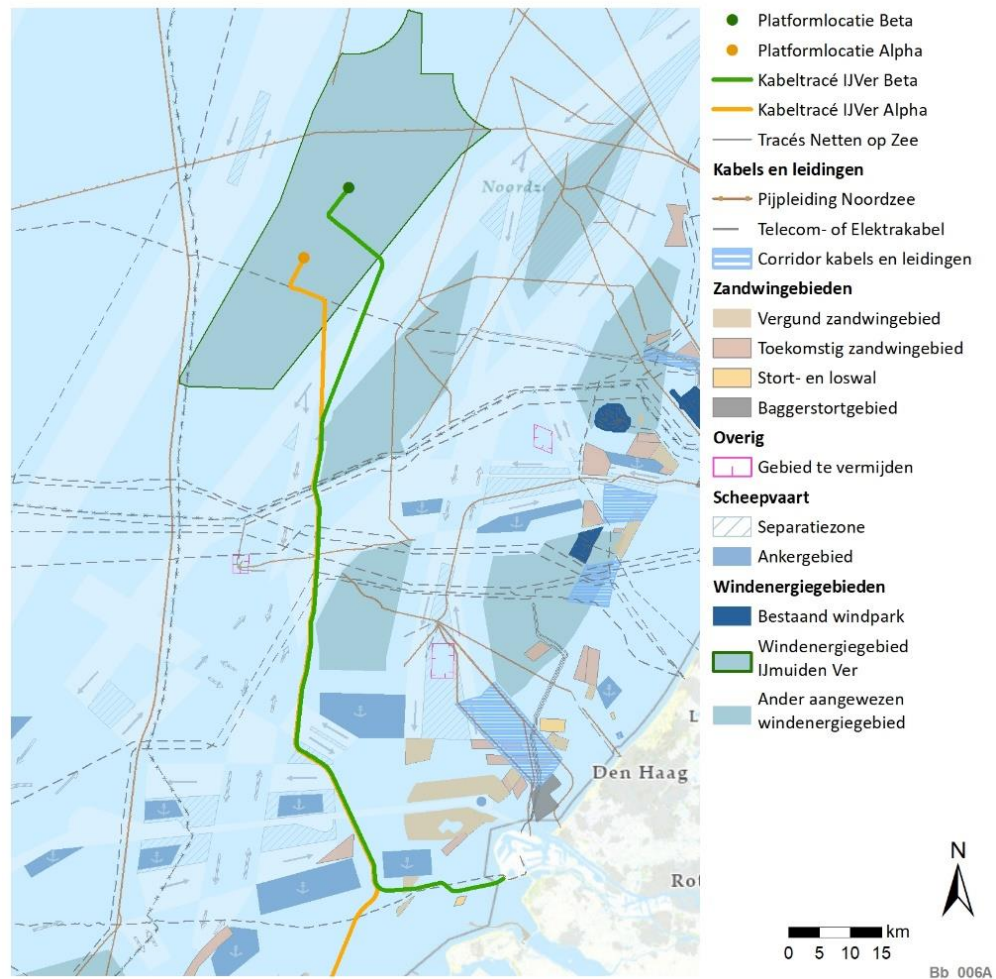 Platformlocatie Beta
Platformlocatie Alpha
Kabeltracé IJVer Beta
Kabeltracé IJVer Alpha
Tracés Netten op Zee
Kabels en leidingen
Pijpleiding Noordzee
Telecom- of Elektrakabel
Corridor kabels en leidingen
Zandwingebieden
Vergund zandwingebied
Toekomstig zandwingebied
Stort- en loswal
Baggerstortgebied
Overig
Gebied te vermijden
Scheepvaart
Separatiezone
Ankergebied
Windenergiegebieden
Bestaand windpark
Windenergiegebied
IJmuiden Ver
Ander aangewezen
windenergiegebied
Noordz
L
Den Haag
Rot
N
km
0 5 10 15
Bb_006A